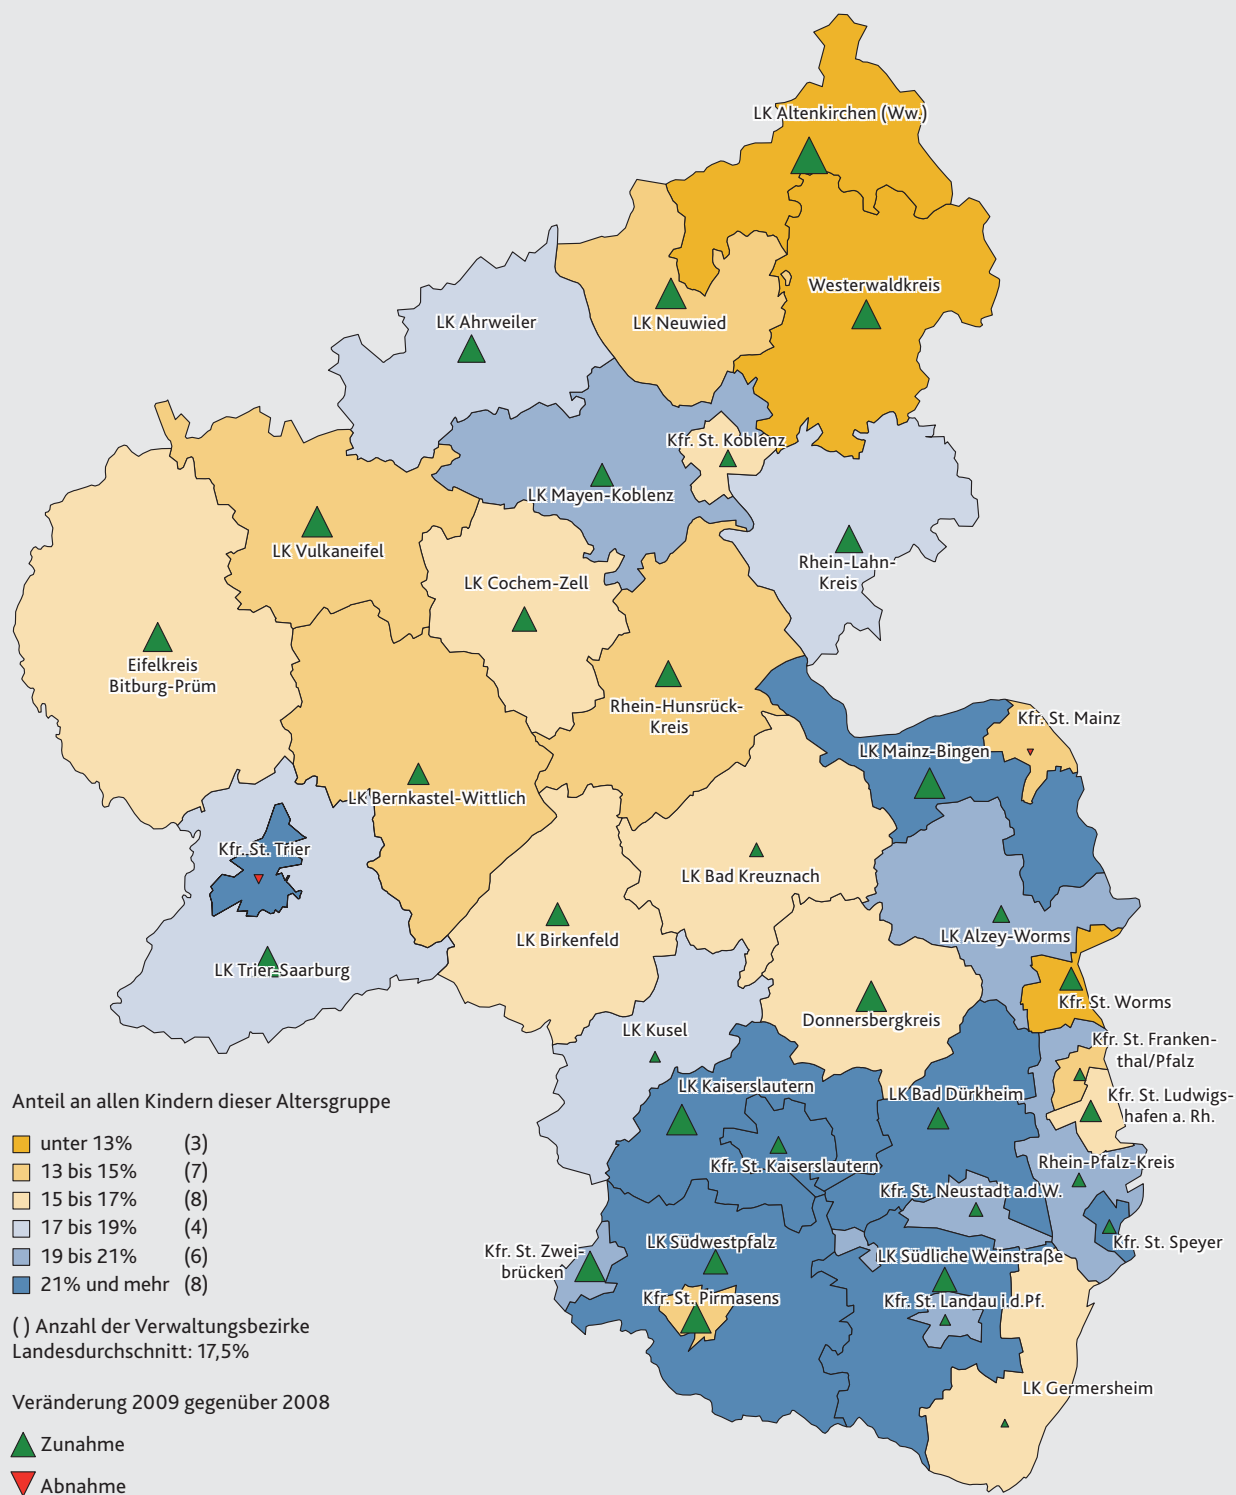 LK Altenkirchen (Ww.)
Westerwaldkreis
LK Neuwied
LK Ahrweiler
Kfr. St. Koblenz
LK Mayen-Koblenz
LK Vulkaneifel
Rhein-Lahn-
Kreis
LK Cochem-Zell
Eifelkreis
Bitburg-Prüm
Rhein-Hunsrück-
Kreis
Kfr. St. Mainz
LK Mainz-Bingen
LK Bernkastel-Wittlich
Kfr. St. Trier
LK Bad Kreuznach
LK Birkenfeld
LK Alzey-Worms
LK Trier-Saarburg
Kfr. St. Worms
Donnersbergkreis
LK Kusel
Kfr. St. Franken-
thal/Pfalz
LK Kaiserslautern
LK Bad Dürkheim
Kfr. St. Ludwigs-
hafen a. Rh.
Kfr. St. Kaiserslautern
Rhein-Pfalz-Kreis
Kfr. St. Neustadt a.d.W.
Kfr. St. Speyer
LK Südwestpfalz
Kfr. St. Zwei-
brücken
LK Südliche Weinstraße
Kfr. St. Pirmasens
Kfr. St. Landau i.d.Pf.
LK Germersheim
Anteil an allen Kindern dieser Altersgruppe
unter 13% (3)
13 bis 15% (7)
15 bis 17% (8)
17 bis 19% (4)
19 bis 21% (6)
21% und mehr (8)
( ) Anzahl der Verwaltungsbezirke
Landesdurchschnitt: 17,5%
Veränderung 2009 gegenüber 2008
Zunahme
Abnahme